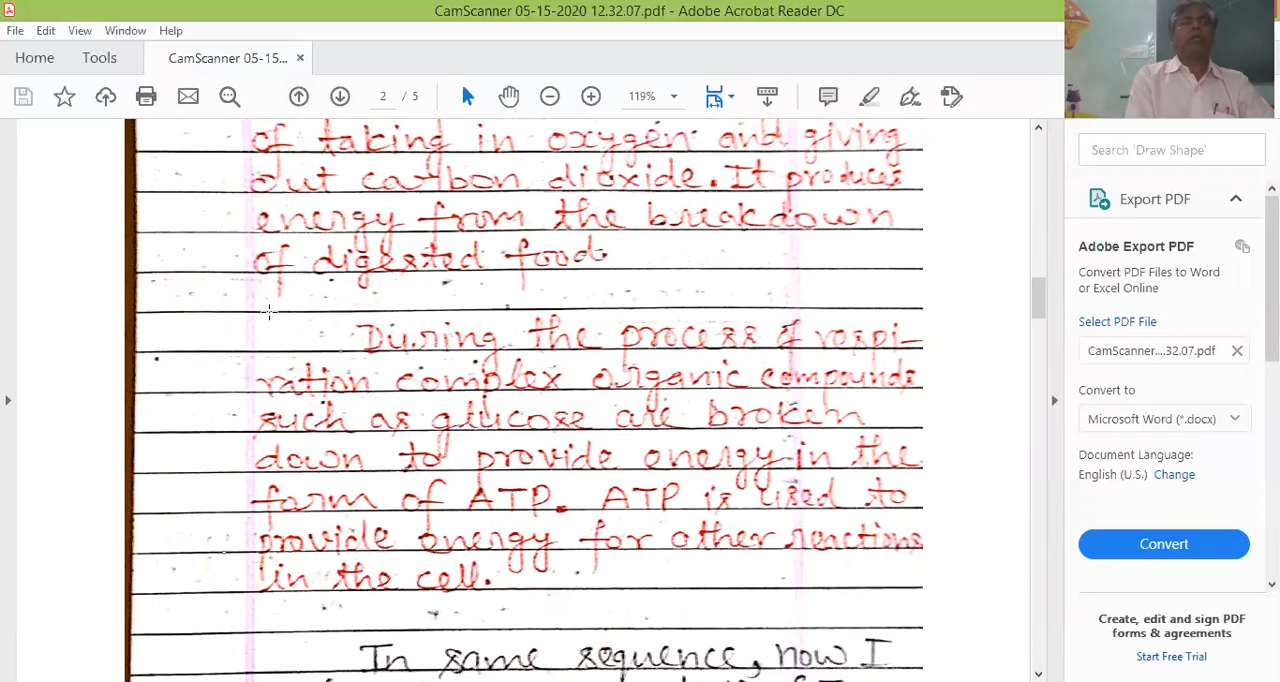 CamScanner 05-15-2020 12.32.07.pdf - Adobe Acrobat Reader DC
File Edit View Window Help
Home Tools CamScanner 05-15... ×
2 / 5 119%
of taking in oxygen and giving
out carbon dioxide. It produces
energy from the breakdown
of digested food.
During the process of respi-
ration complex organic compounds
such as glucose are broken
down to provide energy in the
form of ATP. ATP is used to
provide energy for other reactions
in the cell.
In same sequence, now I
Search 'Draw Shape'
Export PDF
Adobe Export PDF
Convert PDF Files to Word
or Excel Online
Select PDF File
CamScanner....32.07.pdf
Convert to
Microsoft Word (*.docx)
Document Language:
English (U.S.) Change
Convert
Create, edit and sign PDF
forms & agreements
Start Free Trial